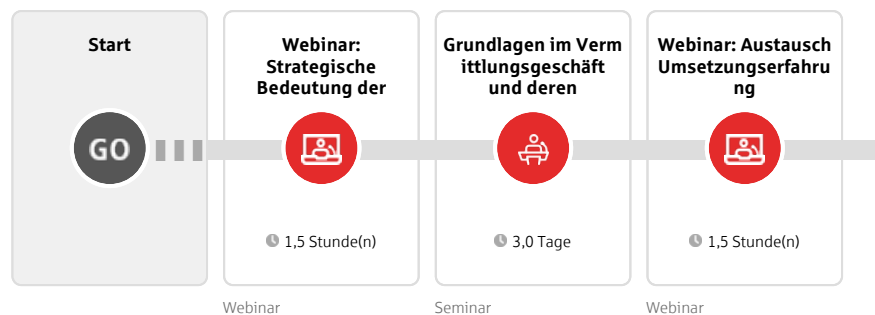 Start
GO
Webinar:
Strategische
Bedeutung der
1,5 Stunde(n)
Webinar
Grundlagen im Verm
ittlungsgeschäft
und deren
3,0 Tage
Seminar
Webinar: Austausch
Umsetzungserfahru
ng
1,5 Stunde(n)
Webinar